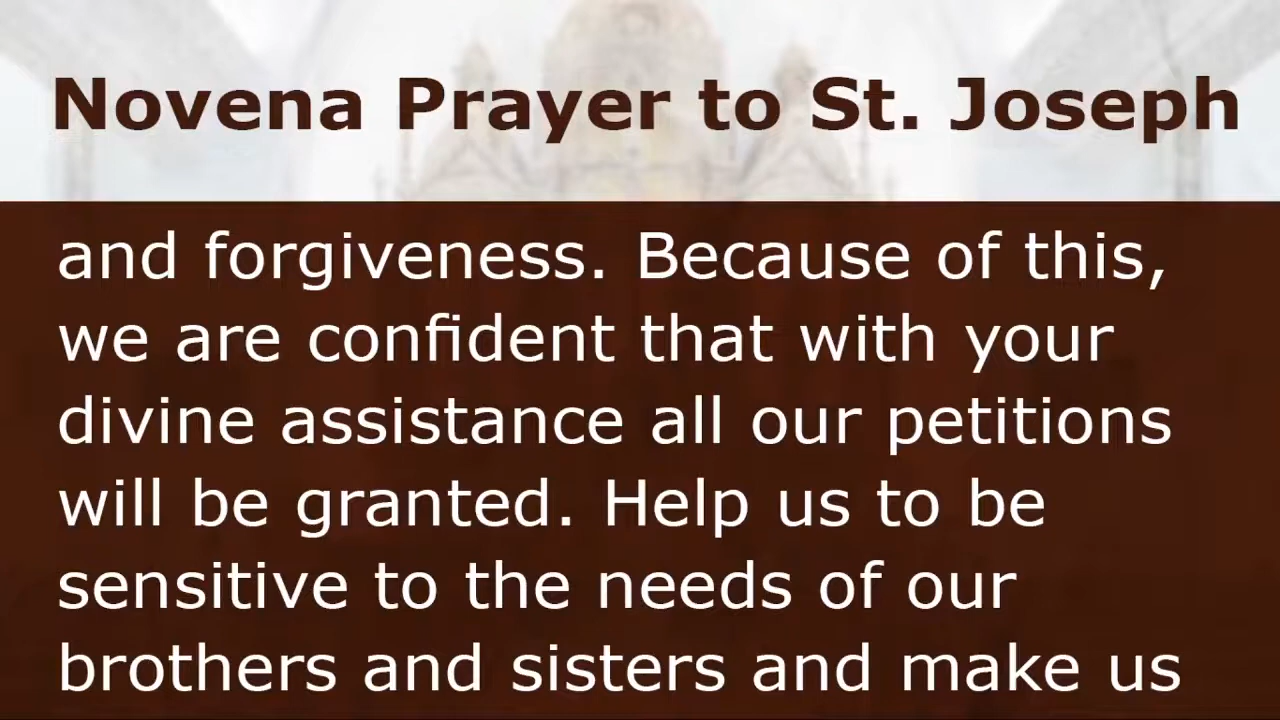 Novena Prayer to St. Joseph
and forgiveness. Because of this,
we are confident that with your
divine assistance all our petitions
will be granted. Help us to be
sensitive to the needs of our
brothers and sisters and make us